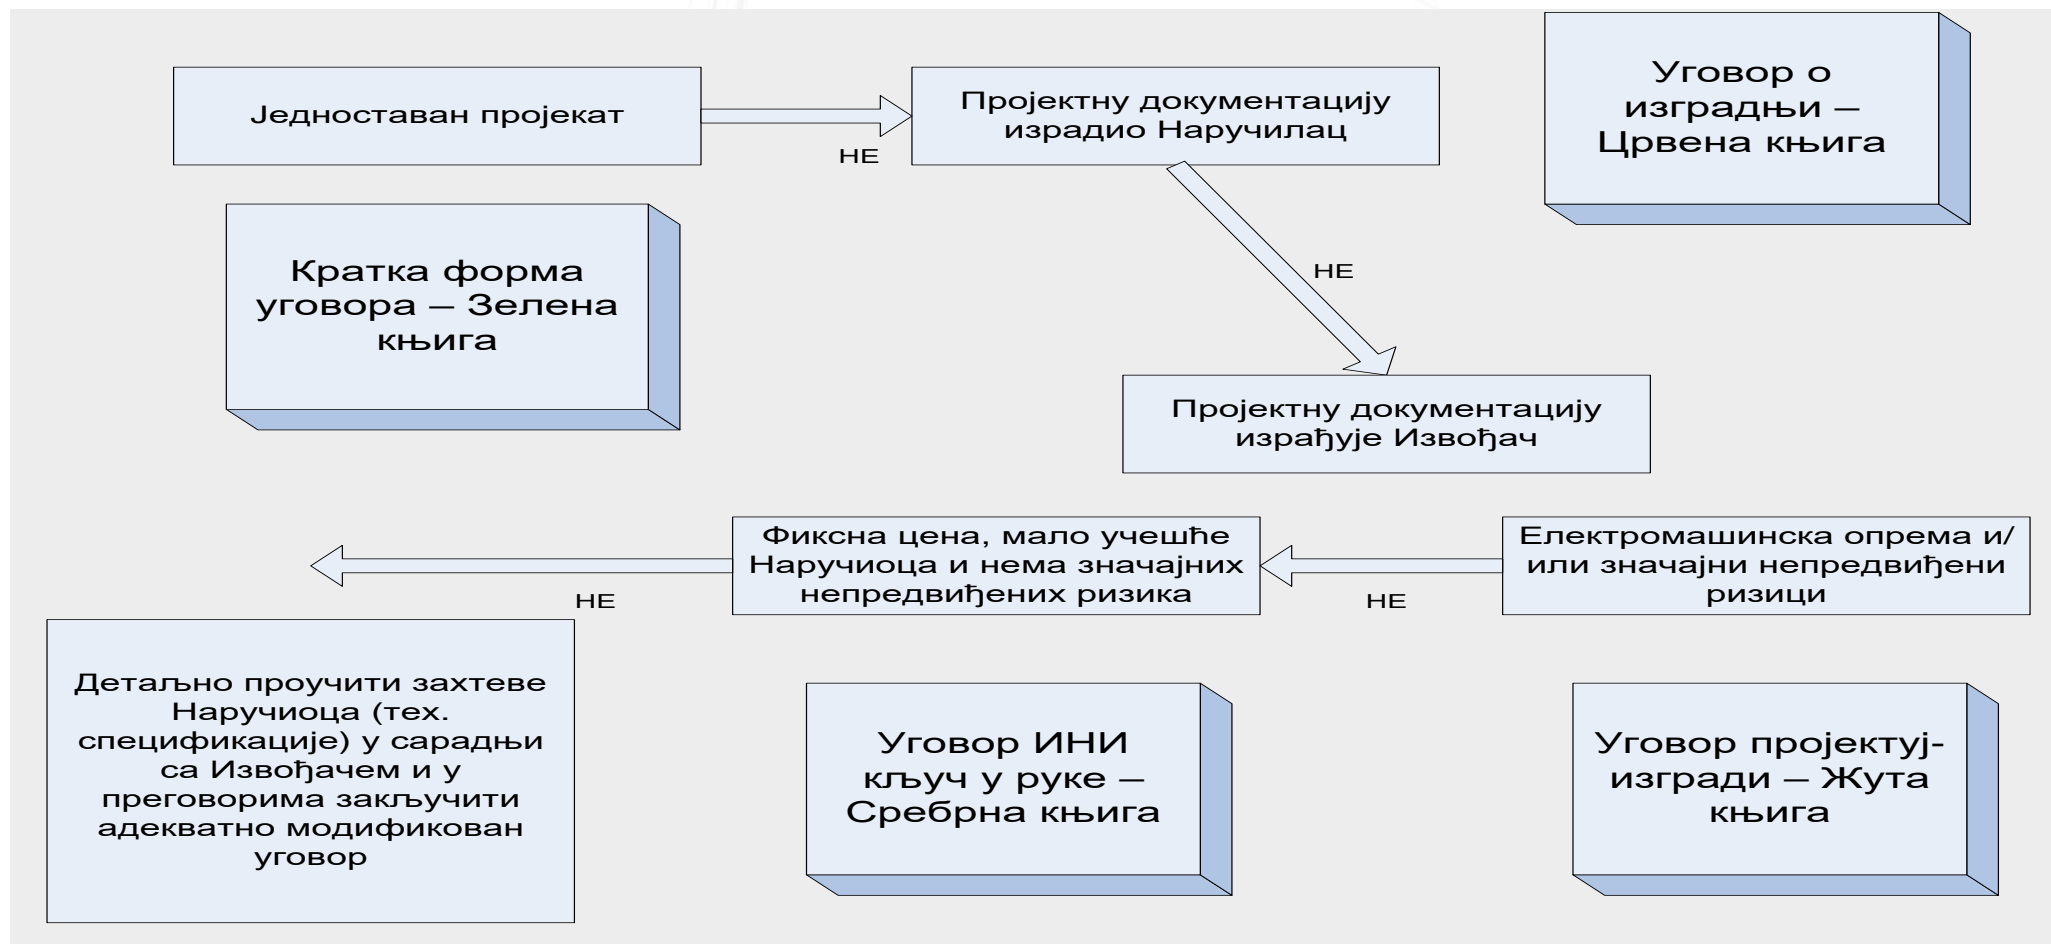 Једноставан пројекат
НЕ
Пројектну документацију
израдио Наручилац
Уговор о
изградњи –
Црвена књига
Кратка форма
уговора – Зелена
књига
НЕ
Пројектну документацију
израђује Извођач
Електромашинска опрема и/
или значајни непредвиђени
ризици
НЕ
Фиксна цена, мало учешће
Наручиоца и нема значајних
непредвиђених ризика
НЕ
Детаљно проучити захтеве
Наручиоца (тех.
спецификације) у сарадњи
са Извођачем и у
преговорима закључити
адекватно модификован
уговор
Уговор ИНИ
кључ у руке –
Сребрна књига
Уговор пројектуј-
изгради – Жута
књига